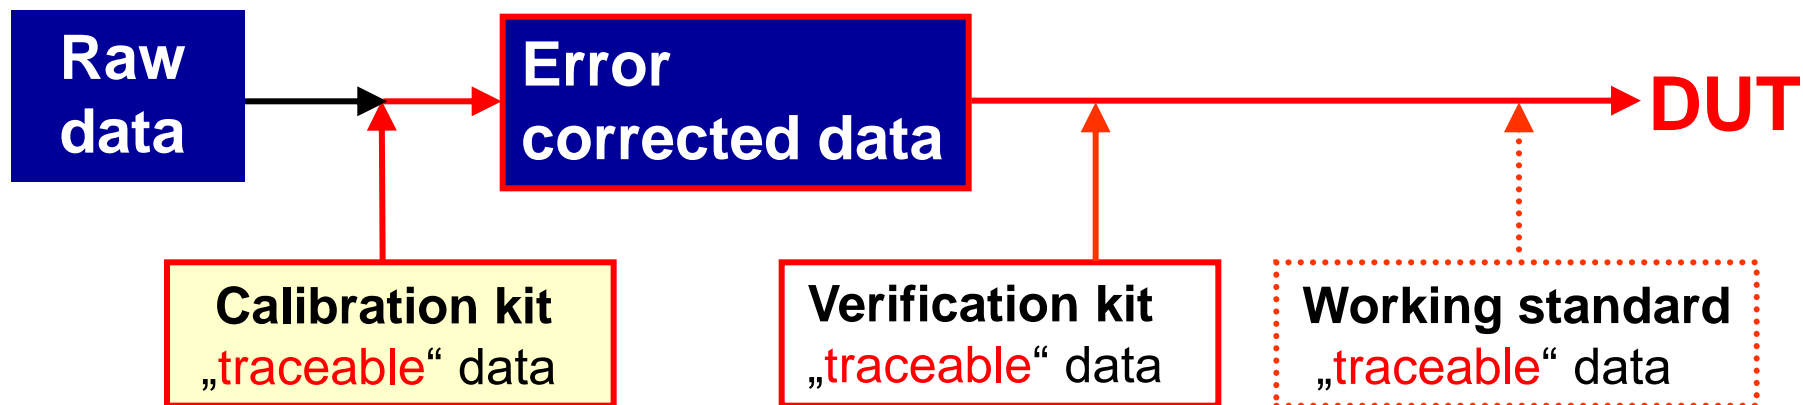 Raw
data
Error
corrected data
DUT
Calibration kit
„traceable“ data
Verification kit
„traceable“ data
Working standard
„traceable“ data